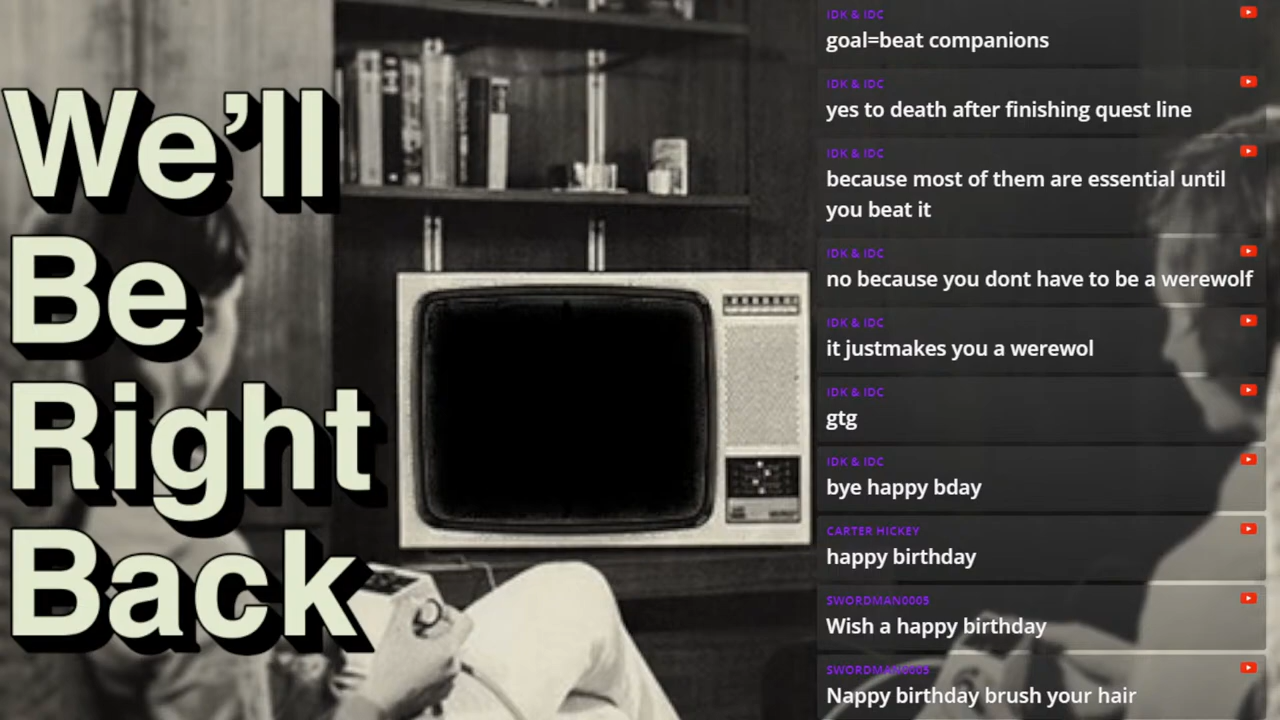 We'll
Be
Right
Back
IDK & IDC
goal=beat companions
IDK & IDC
yes to death after finishing quest line
IDK & IDC
because most of them are essential until
you beat it
IDK & IDC
no because you dont have to be a werewolf
IDK & IDC
it justmakes you a werewol
IDK & IDC
gtg
IDK & IDC
bye happy bday
CARTER HICKEY
happy birthday
SWORDMAN0005
Wish a happy birthday
SWORDMAN0005
Nappy birthday brush your hair